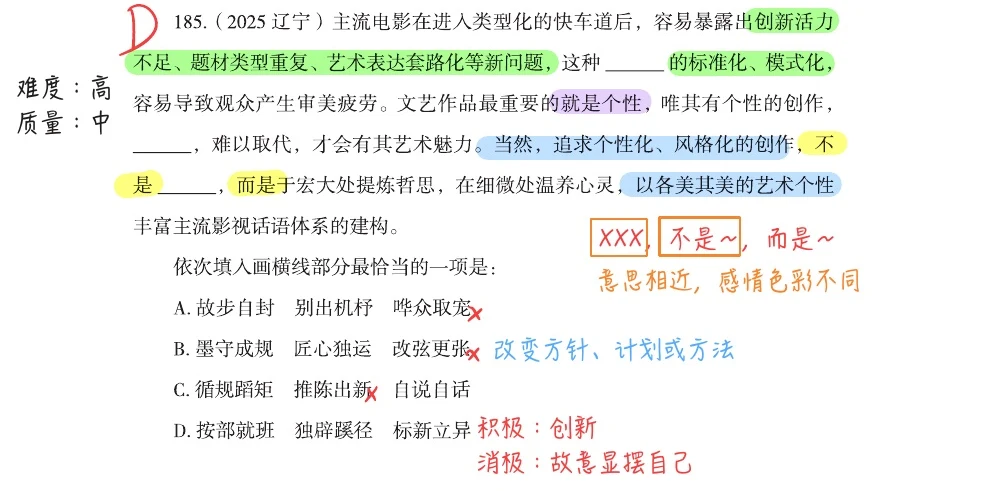 D
185.（2025 辽宁）主流电影在进入类型化的快车道后，容易暴露出创新活力
不足、题材类型重复、艺术表达套路化等新问题，这种 ______ 的标准化、模式化，
难度：高
容易导致观众产生审美疲劳。文艺作品最重要的就是个性，唯其有个性的创作，
质量：中
______，难以取代，才会有其艺术魅力。当然，追求个性化、风格化的创作，不
是 ______，而是于宏大处提炼哲思，在细微处温养心灵，以各美其美的艺术个性
丰富主流影视话语体系的建构。
XXX，不是~，而是~
依次填入画横线部分最恰当的一项是：
意思相近，感情色彩不同
A. 故步自封 别出机杼 哗众取宠×
B. 墨守成规 匠心独运 改弦更张× 改变方针、计划或方法
C. 循规蹈矩 推陈出新× 自说自话
D. 按部就班 独辟蹊径 标新立异 积极：创新
消极：故意显摆自己